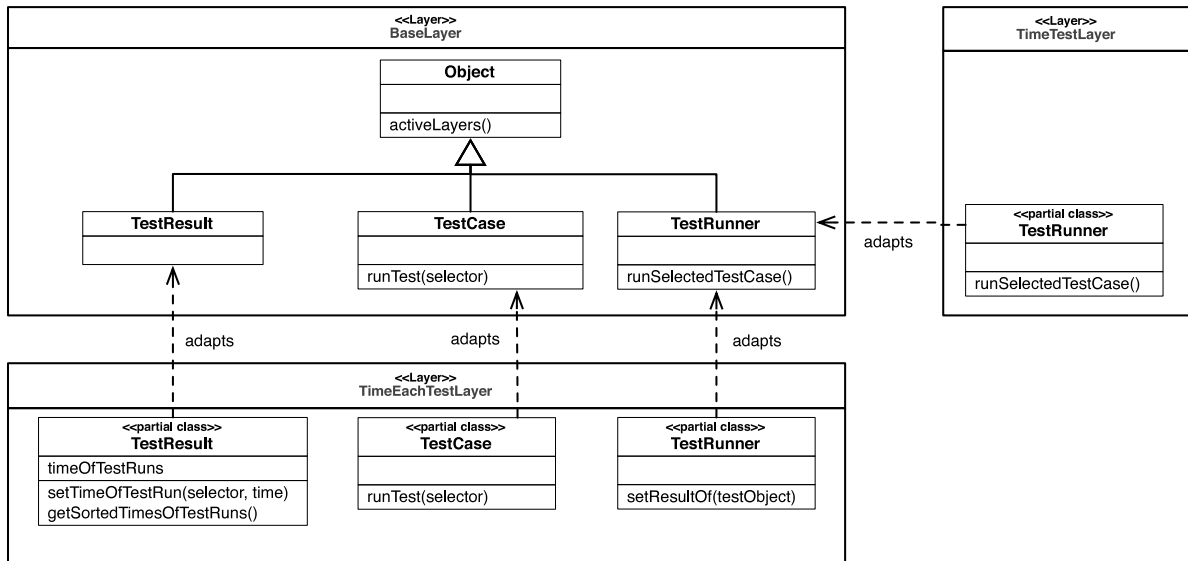 <<Layer>>
BaseLayer
Object
activeLayers()
TestResult
TestCase
runTest(selector)
TestRunner
runSelectedTestCase()
<<Layer>>
TimeTestLayer
<<partial class>>
TestRunner
runSelectedTestCase()
adapts
adapts
adapts
adapts
<<Layer>>
TimeEachTestLayer
<<partial class>>
TestResult
timeOfTestRuns
setTimeOfTestRun(selector, time)
getSortedTimesOfTestRuns()
<<partial class>>
TestCase
runTest(selector)
<<partial class>>
TestRunner
setResultOf(testObject)